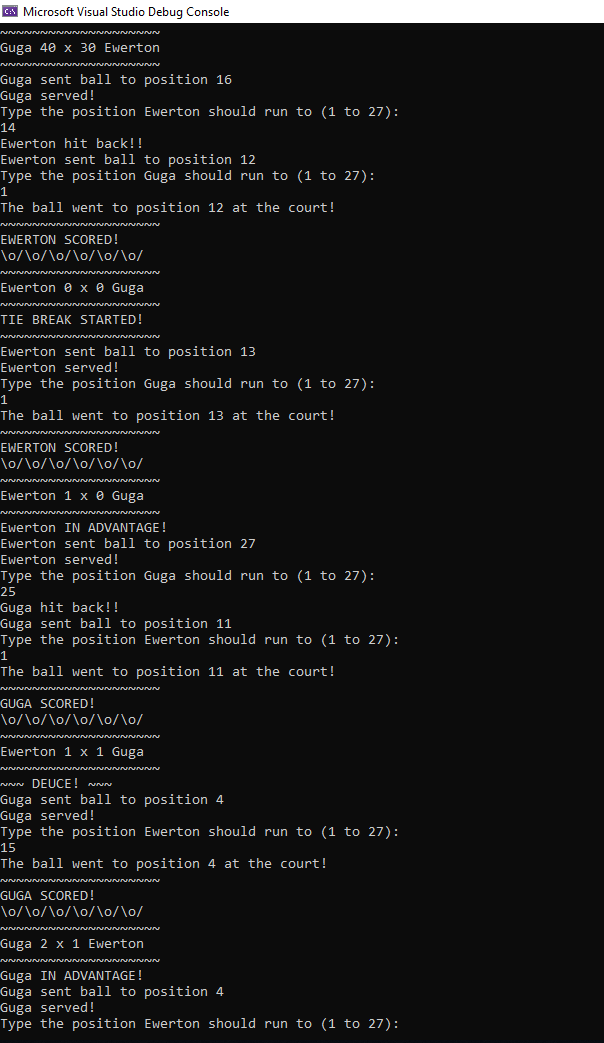 Microsoft Visual Studio Debug Console
~~~~~~~~~~~~~~~~~~~~
Guga 40 x 30 Ewerton
~~~~~~~~~~~~~~~~~~~~
Guga sent ball to position 16
Guga served!
Type the position Ewerton should run to (1 to 27):
14
Ewerton hit back!!
Ewerton sent ball to position 12
Type the position Guga should run to (1 to 27):
1
The ball went to position 12 at the court!
~~~~~~~~~~~~~~~~~~~~
EWERTON SCORED!
\o/\o/\o/\o/\o/\o/
~~~~~~~~~~~~~~~~~~~~
Ewerton 0 x 0 Guga
~~~~~~~~~~~~~~~~~~~~
TIE BREAK STARTED!
~~~~~~~~~~~~~~~~~~~~
Ewerton sent ball to position 13
Ewerton served!
Type the position Guga should run to (1 to 27):
1
The ball went to position 13 at the court!
~~~~~~~~~~~~~~~~~~~~
EWERTON SCORED!
\o/\o/\o/\o/\o/\o/
~~~~~~~~~~~~~~~~~~~~
Ewerton 1 x 0 Guga
~~~~~~~~~~~~~~~~~~~~
Ewerton IN ADVANTAGE!
Ewerton sent ball to position 27
Ewerton served!
Type the position Guga should run to (1 to 27):
25
Guga hit back!!
Guga sent ball to position 11
Type the position Ewerton should run to (1 to 27):
1
The ball went to position 11 at the court!
~~~~~~~~~~~~~~~~~~~~
GUGA SCORED!
\o/\o/\o/\o/\o/\o/
~~~~~~~~~~~~~~~~~~~~
Ewerton 1 x 1 Guga
~~~~~~~~~~~~~~~~~~~~
~~~ DEUCE! ~~~
Guga sent ball to position 4
Guga served!
Type the position Ewerton should run to (1 to 27):
15
The ball went to position 4 at the court!
~~~~~~~~~~~~~~~~~~~~
GUGA SCORED!
\o/\o/\o/\o/\o/\o/
~~~~~~~~~~~~~~~~~~~~
Guga 2 x 1 Ewerton
~~~~~~~~~~~~~~~~~~~~
Guga IN ADVANTAGE!
Guga sent ball to position 4
Guga served!
Type the position Ewerton should run to (1 to 27):